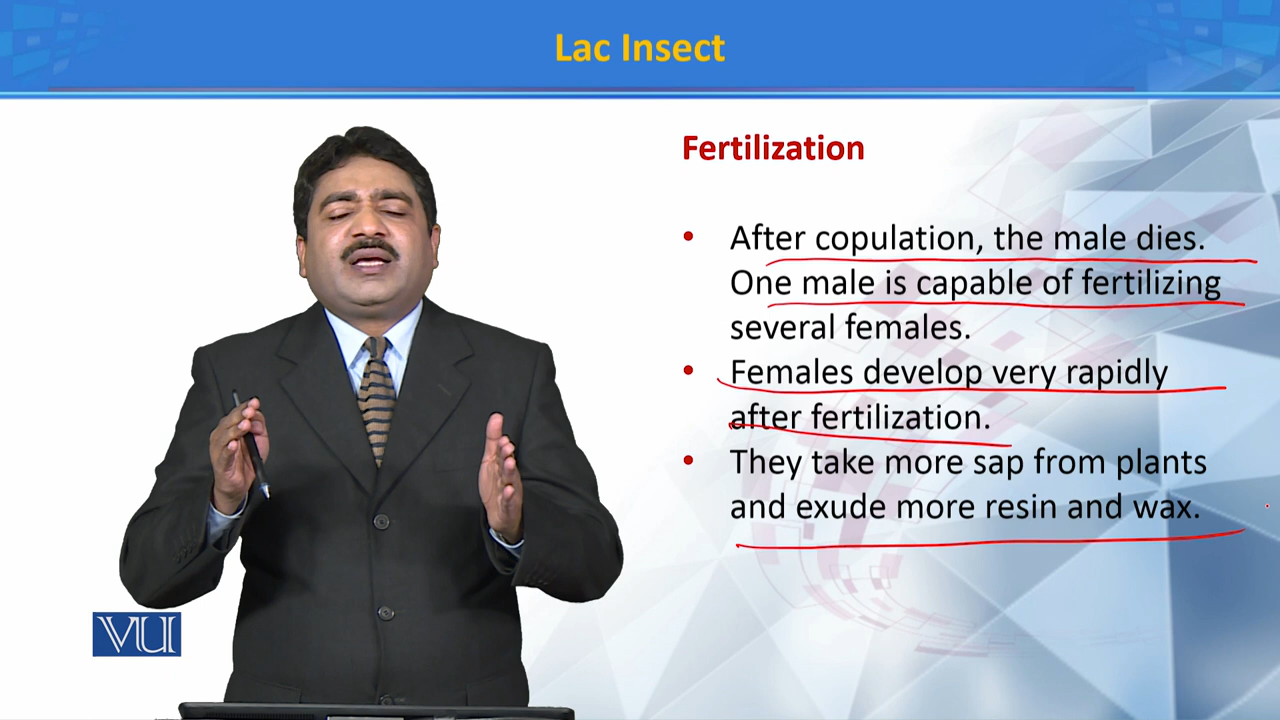 Lac Insect
Fertilization
• After copulation, the male dies.
One male is capable of fertilizing
several females.
• Females develop very rapidly
after fertilization.
• They take more sap from plants
and exude more resin and wax.
VU